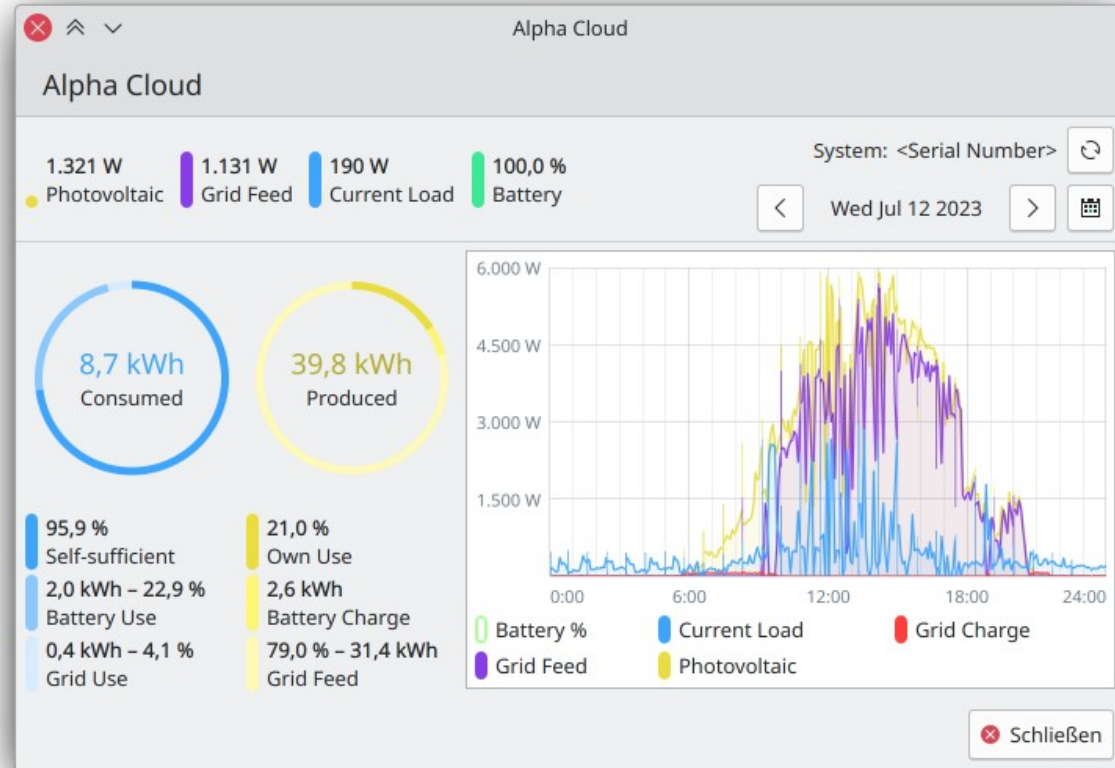 Alpha Cloud
Alpha Cloud
1.321 W
Photovoltaic
1.131 W
Grid Feed
190 W
Current Load
100,0 %
Battery
System: <Serial Number>
Wed Jul 12 2023
8,7 kWh
Consumed
39,8 kWh
Produced
95,9 %
Self-sufficient
2,0 kWh – 22,9 %
Battery Use
0,4 kWh – 4,1 %
Grid Use
21,0 %
Own Use
2,6 kWh
Battery Charge
79,0 % – 31,4 kWh
Grid Feed
6.000 W
4.500 W
3.000 W
1.500 W
0:00 6:00 12:00 18:00 24:00
Battery % Current Load Grid Charge
Grid Feed Photovoltaic
Schließen